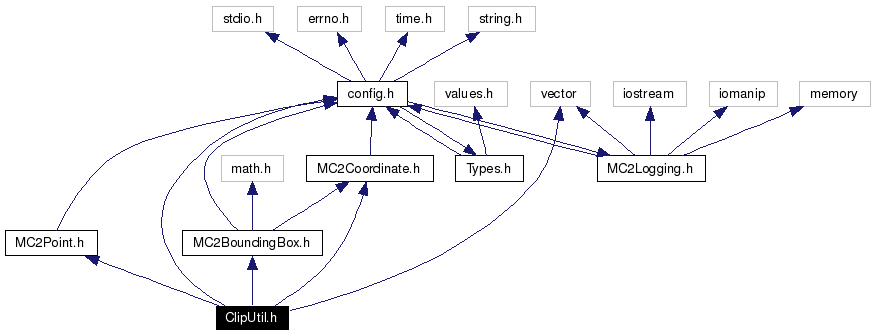 stdio.h
errno.h
time.h
string.h
config.h
values.h
vector
iostream
iomanip
memory
math.h
MC2Coordinate.h
Types.h
MC2Logging.h
MC2Point.h
MC2BoundingBox.h
ClipUtil.h